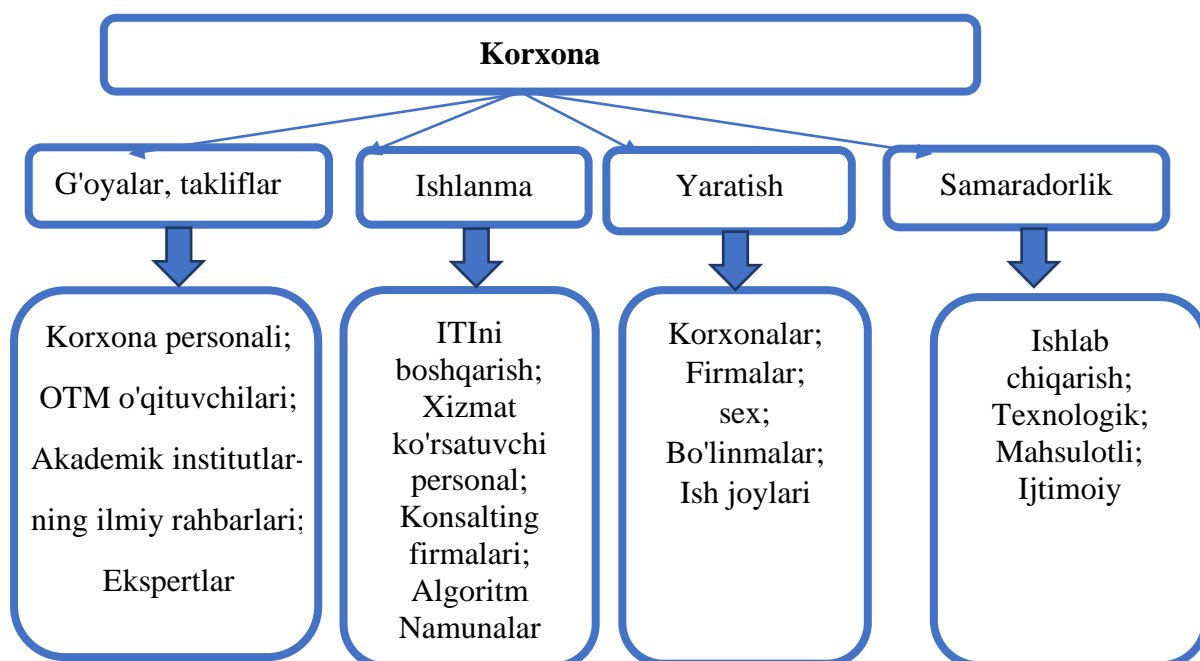 Korxona
G'oyalar, takliflar
Ishlanma
Yaratish
Samaradorlik
Korxona personali;
OTM o'qituvchilari;
Akademik institutlar-
ning ilmiy rahbarlari;
Ekspertlar
ITIni
boshqarish;
Xizmat
ko'rsatuvchi
personal;
Konsalting
firmalari;
Algoritm
Namunalar
Korxonalar;
Firmalar;
sex;
Bo'linmalar;
Ish joylari
Ishlab
chiqarish;
Texnologik;
Mahsulotli;
Ijtimoiy